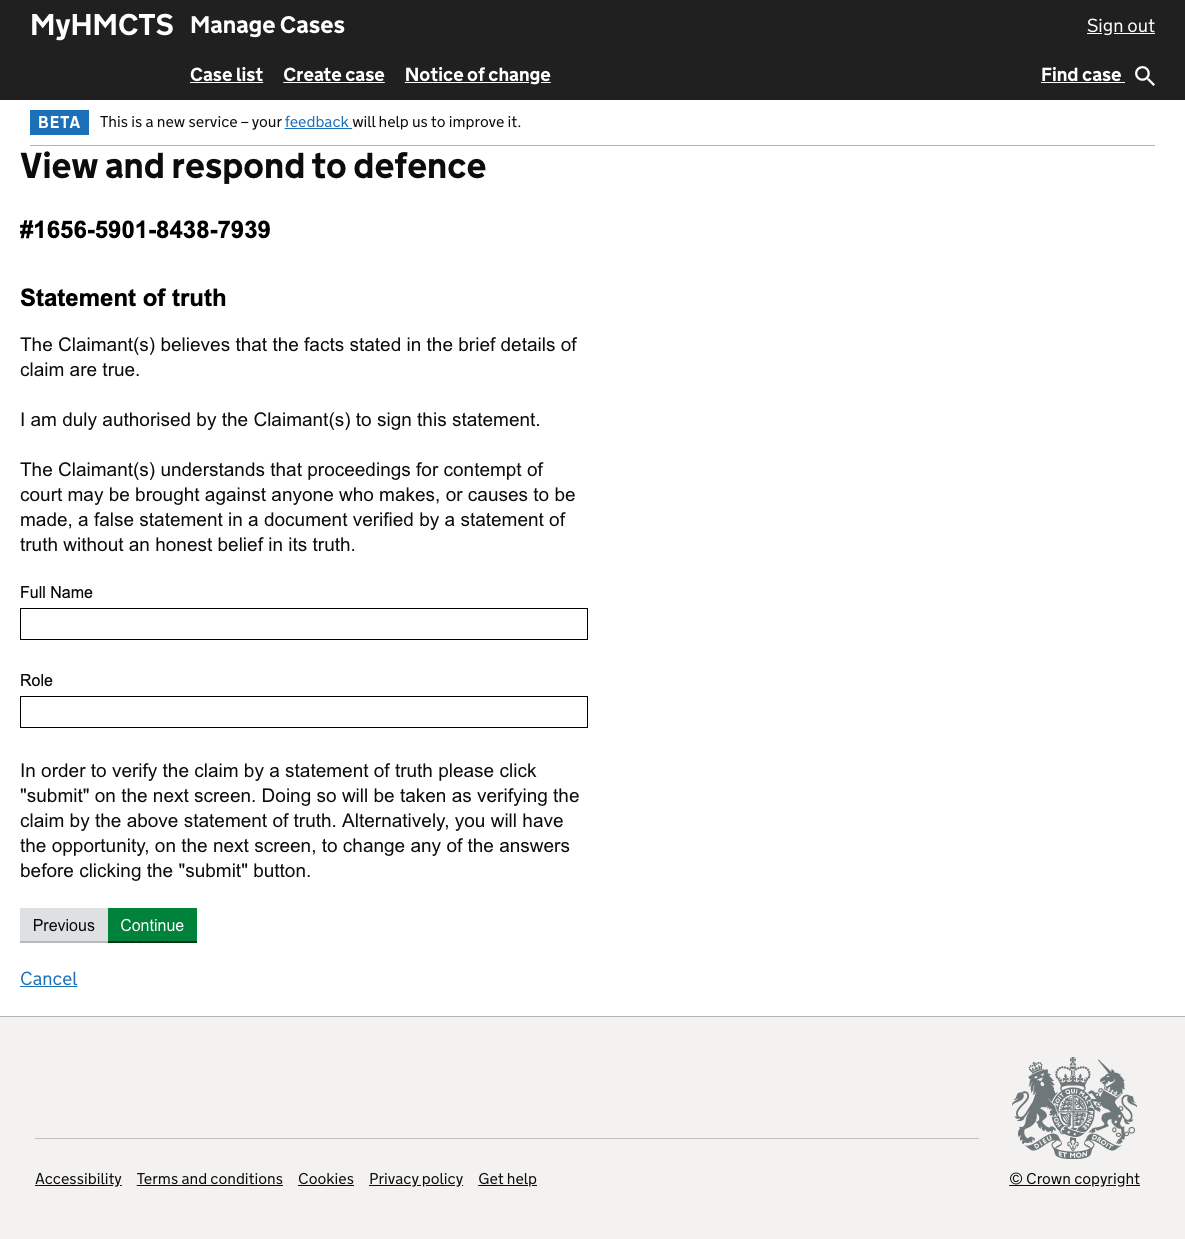 MyHMCTS Manage Cases Sign out
Case list Create case Notice of change Find case
BETA This is a new service – your feedback will help us to improve it.
View and respond to defence
#1656-5901-8438-7939
Statement of truth
The Claimant(s) believes that the facts stated in the brief details of
claim are true.
I am duly authorised by the Claimant(s) to sign this statement.
The Claimant(s) understands that proceedings for contempt of
court may be brought against anyone who makes, or causes to be
made, a false statement in a document verified by a statement of
truth without an honest belief in its truth.
Full Name
Role
In order to verify the claim by a statement of truth please click
"submit" on the next screen. Doing so will be taken as verifying the
claim by the above statement of truth. Alternatively, you will have
the opportunity, on the next screen, to change any of the answers
before clicking the "submit" button.
Previous Continue
Cancel
DIEU ET MON DROIT
Accessibility Terms and conditions Cookies Privacy policy Get help © Crown copyright